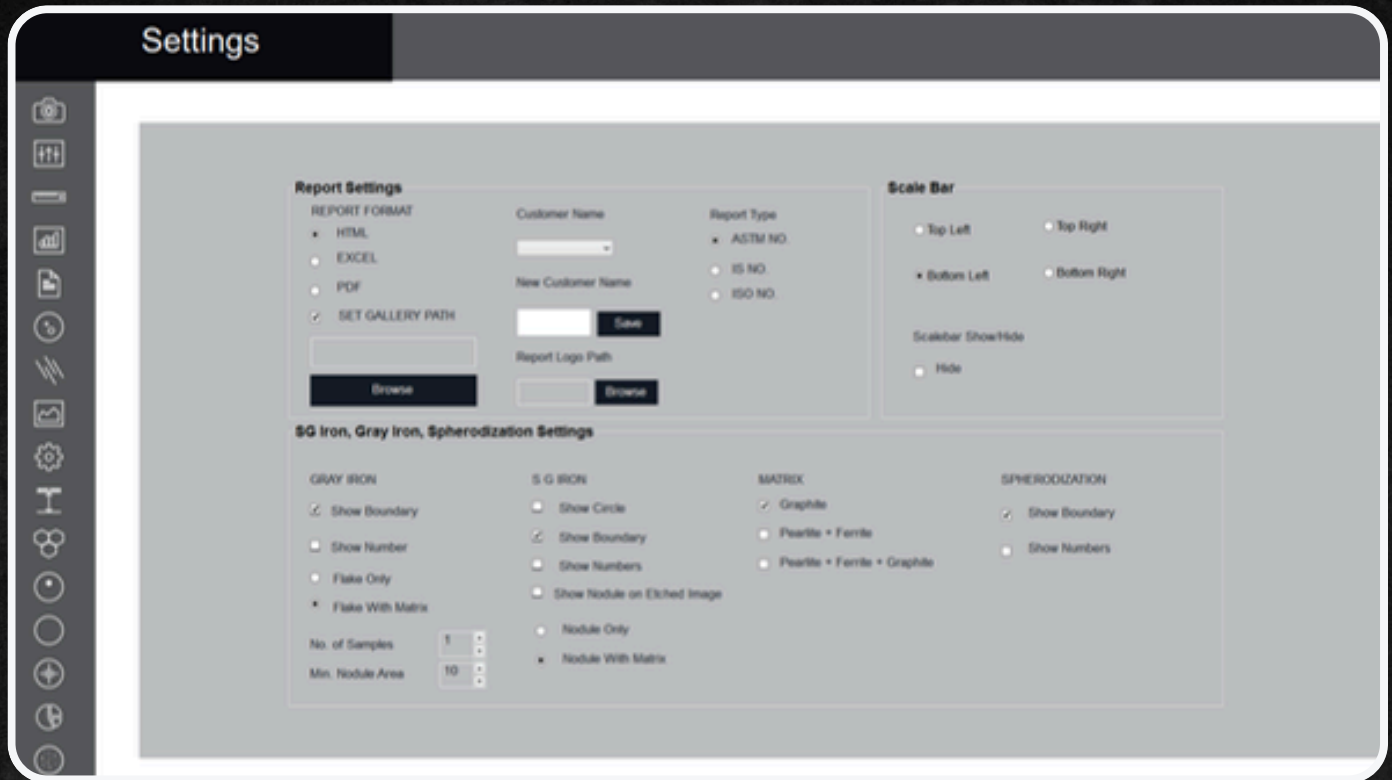 Settings
Report Settings
REPORT FORMAT
HTML
EXCEL
PDF
SET GALLERY PATH
Browse
Customer Name
New Customer Name
Save
Report Logo Path
Browse
Report Type
ASTM NO.
IS NO.
ISO NO.
Scale Bar
Top Left
Top Right
Bottom Left
Bottom Right
Scalebar Show/Hide
Hide
SG Iron, Gray Iron, Spherodization Settings
GRAY IRON
Show Boundary
Show Number
Flake Only
Flake With Matrix
No. of Samples 1
Min. Nodule Area 10
S G IRON
Show Circle
Show Boundary
Show Numbers
Show Nodule on Etched Image
Nodule Only
Nodule With Matrix
MATRIX
Graphite
Pearlite + Ferrite
Pearlite + Ferrite + Graphite
SPHERODIZATION
Show Boundary
Show Numbers